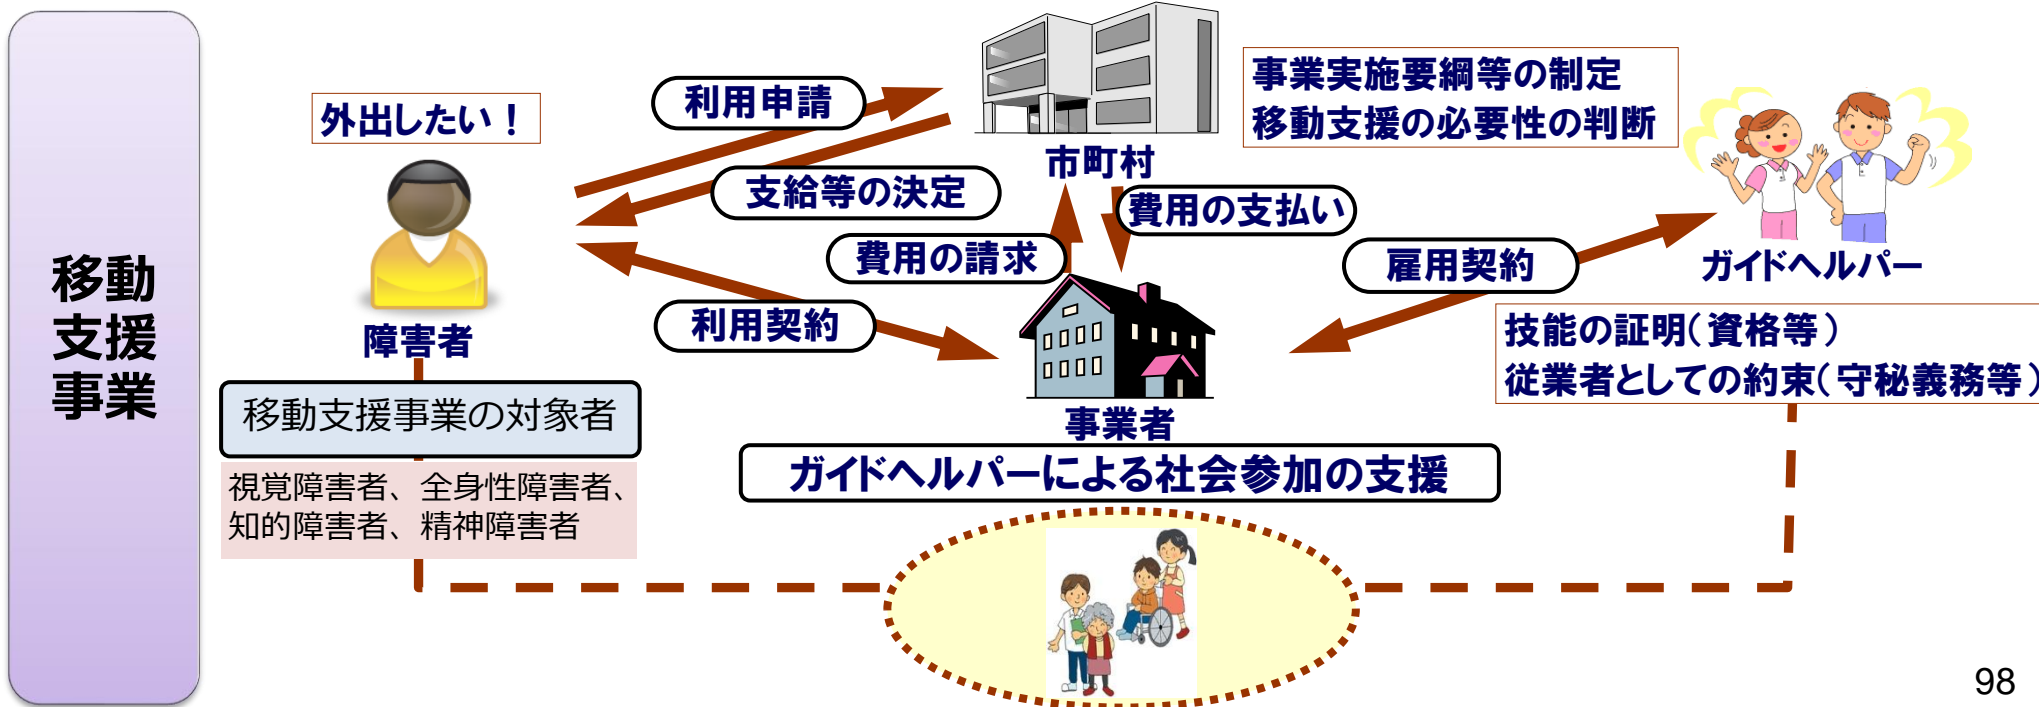 移動
支援
事業
外出したい！
障害者
移動支援事業の対象者
視覚障害者、全身性障害者、
知的障害者、精神障害者
利用申請
支給等の決定
利用契約
市町村
事業実施要綱等の制定
移動支援の必要性の判断
費用の請求
費用の支払い
事業者
雇用契約
ガイドヘルパー
技能の証明（資格等）
従業者としての約束（守秘義務等）
ガイドヘルパーによる社会参加の支援
98